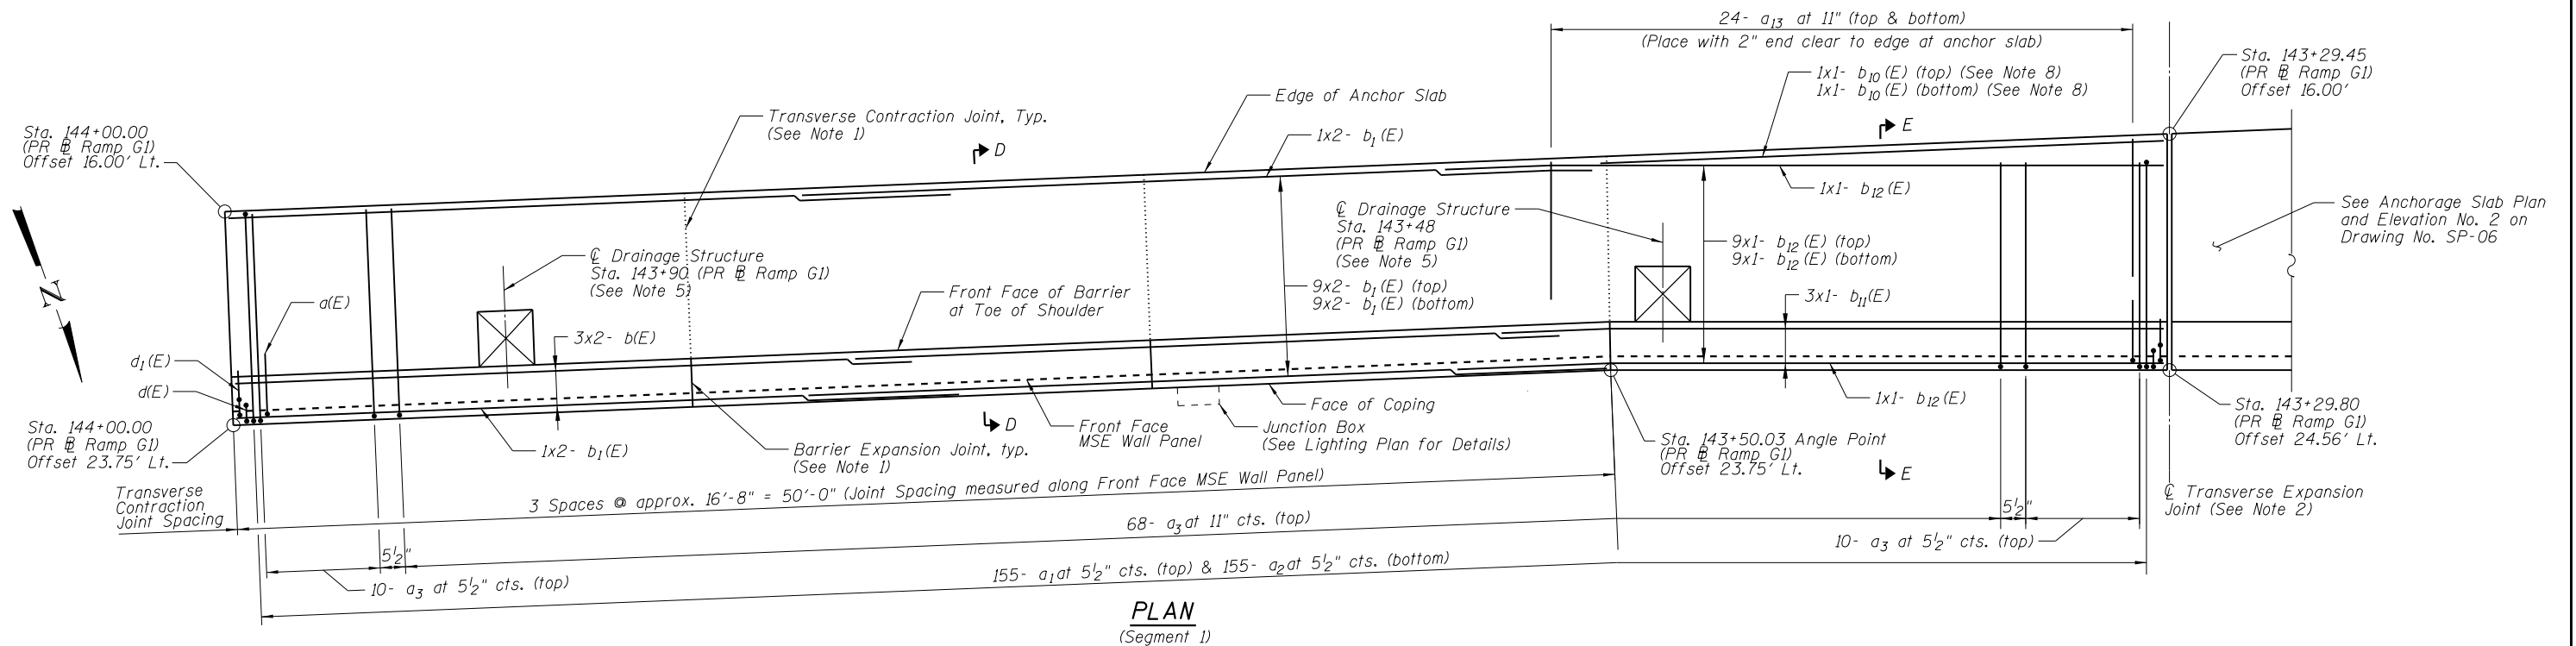 24- a13 at 11" (top & bottom)
(Place with 2" end clear to edge at anchor slab)
Sta. 143+29.45
(PR ⅊ Ramp G1)
Offset 16.00'
1x1- b10(E) (top) (See Note 8)
1x1- b10(E) (bottom) (See Note 8)
Edge of Anchor Slab
Transverse Contraction Joint, Typ.
(See Note 1)
1x2- b1(E)
E
D
Sta. 144+00.00
(PR ⅊ Ramp G1)
Offset 16.00' Lt.
1x1- b12(E)
℄ Drainage Structure
Sta. 143+48
(PR ⅊ Ramp G1)
(See Note 5)
See Anchorage Slab Plan
and Elevation No. 2 on
Drawing No. SP-06
9x1- b12(E) (top)
9x1- b12(E) (bottom)
℄ Drainage Structure
Sta. 143+90 (PR ⅊ Ramp G1)
(See Note 5)
N
a(E)
Front Face of Barrier
at Toe of Shoulder
9x2- b1(E) (top)
9x2- b1(E) (bottom)
3x1- b11(E)
3x2- b(E)
d1(E)
d(E)
1x1- b12(E)
Face of Coping
Sta. 143+29.80
(PR ⅊ Ramp G1)
Offset 24.56' Lt.
Sta. 144+00.00
(PR ⅊ Ramp G1)
Offset 23.75' Lt.
D
Front Face
MSE Wall Panel
Junction Box
(See Lighting Plan for Details)
Sta. 143+50.03 Angle Point
(PR ⅊ Ramp G1)
Offset 23.75' Lt.
E
1x2- b1(E)
Barrier Expansion Joint, typ.
(See Note 1)
Transverse
Contraction
Joint Spacing
3 Spaces @ approx. 16'-8" = 50'-0" (Joint Spacing measured along Front Face MSE Wall Panel)
℄ Transverse Expansion
Joint (See Note 2)
68- a3 at 11" cts. (top)
5½"
10- a3 at 5½" cts. (top)
5½"
10- a3 at 5½" cts. (top)
155- a1 at 5½" cts. (top) & 155- a2 at 5½" cts. (bottom)
PLAN
(Segment 1)